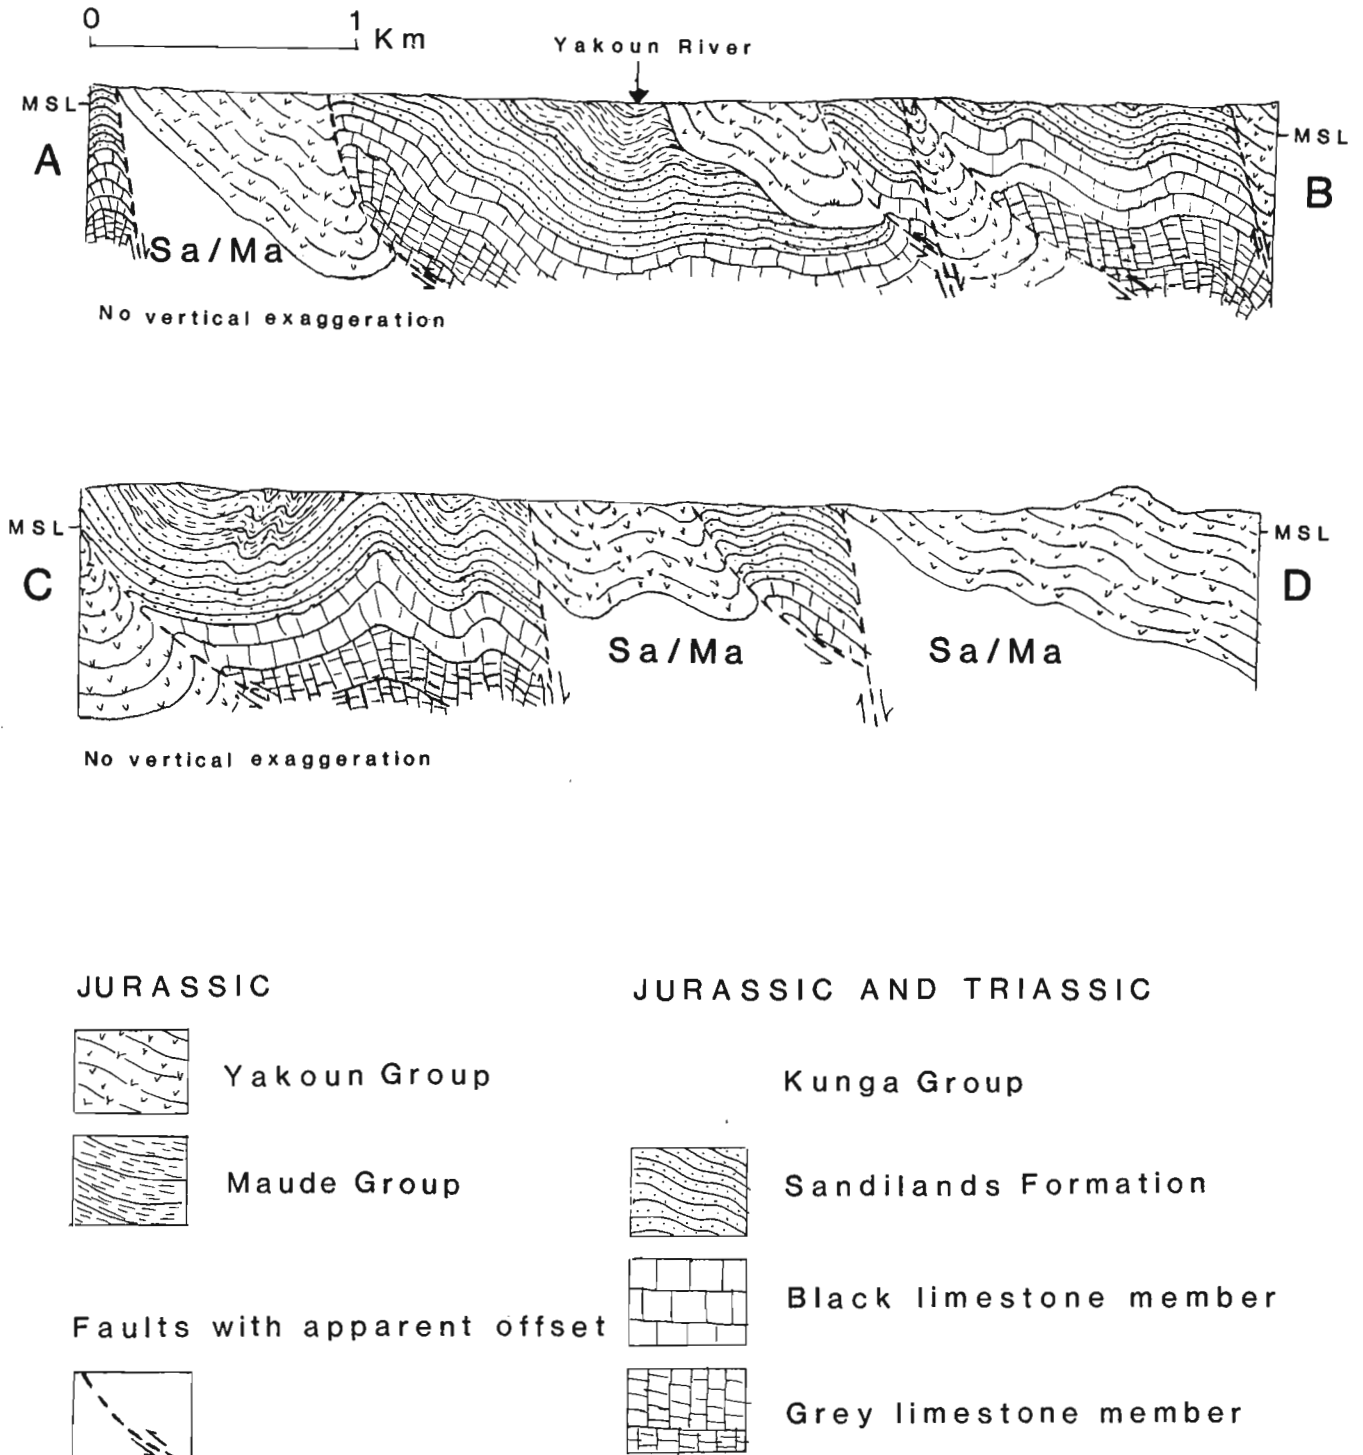 0 1 Km
Yakoun River
MSL
MSL
A
B
Sa/Ma
No vertical exaggeration
MSL
MSL
C
D
Sa/Ma
Sa/Ma
No vertical exaggeration
JURASSIC
JURASSIC AND TRIASSIC
Yakoun Group
Kunga Group
Maude Group
Sandilands Formation
Black limestone member
Faults with apparent offset
Grey limestone member